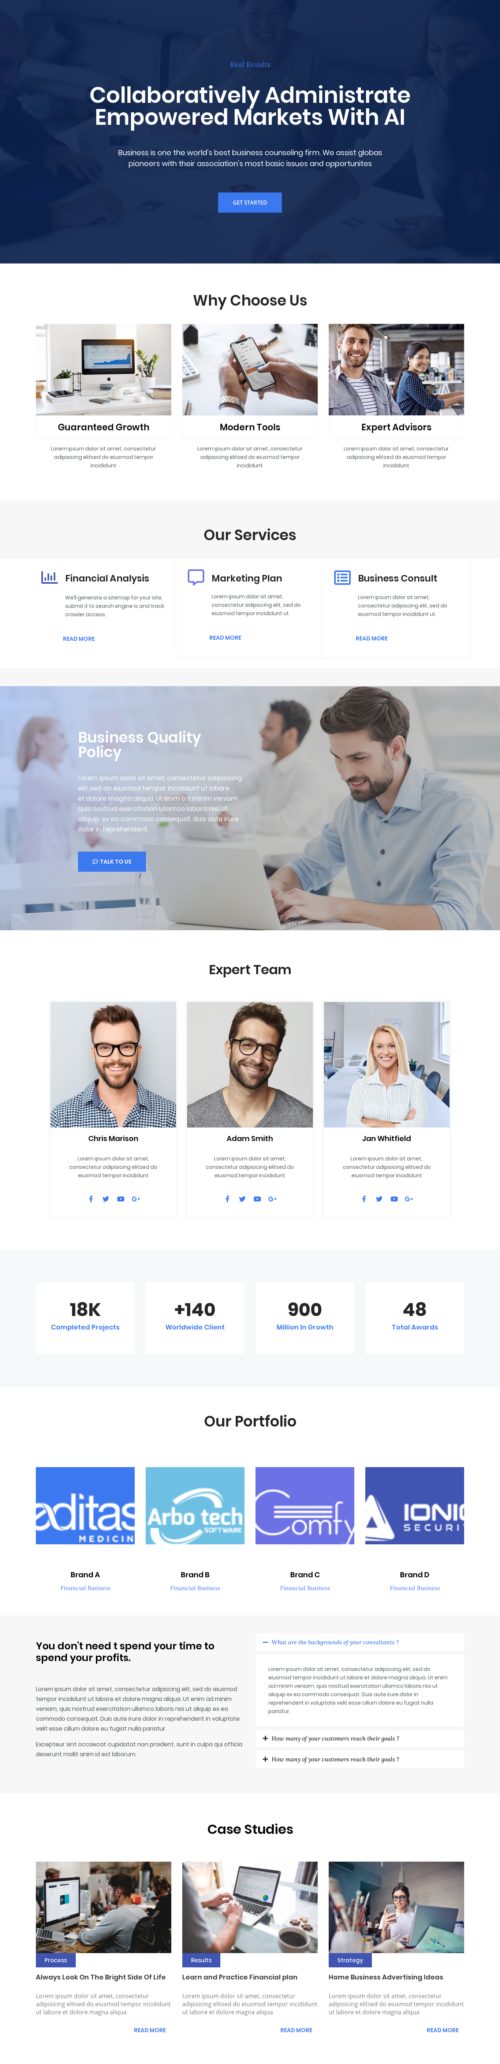 Real Results
Collaboratively Administrate
Empowered Markets With AI
Business is one the world's best business counseling firm. We assist globas
pioneers with their association's most basic issues and opportunites
GET STARTED
Why Choose Us
Guaranteed Growth
Lorem ipsum dolor sit amet, consectetur
adipisicing elitsed do eiusmod tempor
incididunt
Modern Tools
Lorem ipsum dolor sit amet, consectetur
adipisicing elitsed do eiusmod tempor
incididunt
Expert Advisors
Lorem ipsum dolor sit amet, consectetur
adipisicing elitsed do eiusmod tempor
incididunt
Our Services
Financial Analysis
We'll generate a sitemap for your site,
submit it to search engine is and track
crawler access.
READ MORE
Marketing Plan
Lorem ipsum dolor sit amet,
consectetur adipisicing elitsed do
eiusmod tempor incididunt ut
READ MORE
Business Consult
Lorem ipsum dolor sit amet,
consectetur adipisicing elitsed do
eiusmod tempor incididunt ut
READ MORE
Business Quality
Policy
Lorem ipsum dolor sit amet, consectetur adipisicing
elit, sed do eiusmod tempor incididunt ut labore
et dolore magna aliqua. Ut enim ad minim veniam
quis nostrud exercitation ullamco laboris nisi ut
aliquip. ex ea commodo consequat. duis aute irure
dolor in reprehenderit
TALK TO US
Expert Team
Chris Marison
Lorem ipsum dolor sit amet,
consectetur adipisicing elitsed do
eiusmod tempor incididunt
Adam Smith
Lorem ipsum dolor sit amet,
consectetur adipisicing elitsed do
eiusmod tempor incididunt
Jan Whitfield
Lorem ipsum dolor sit amet,
consectetur adipisicing elitsed do
eiusmod tempor incididunt
18K
Completed Projects
+140
Worldwide Client
900
Million In Growth
48
Total Awards
Our Portfolio
aditas
MEDICIN
Arbo tech
SOFTWARE
Comfy
IONIC
SECURIT
Brand A
Financial Business
Brand B
Financial Business
Brand C
Financial Business
Brand D
Financial Business
You don't need t spend your time to
spend your profits.
Lorem ipsum dolor sit amet, consectetur adipisicing elit, sed do eiusmod
tempor incididunt ut labore et dolore magna aliqua. Ut enim ad minim
veniam, quis nostrud exercitation ullamco laboris nisi ut aliquip ex ea
commodo consequat. Duis aute irure dolor in reprehenderit in voluptate
velit esse cillum dolore eu fugiat nulla pariatur.
Excepteur sint occaecat cupidatat non proident, sunt in culpa qui officia
deserunt mollit anim id est laborum.
What are the backgrounds of your consultants ?
Lorem ipsum dolor sit amet, consectetur adipisicing elit, sed do
eiusmod tempor incididunt ut labore et dolore magna aliqua. Ut
enim ad minim veniam, quis nostrud exercitation ullamco laboris nisi
ut aliquip ex ea commodo consequat. Duis aute irure dolor in
reprehenderit in voluptate velit esse cillum dolore eu fugiat nulla
pariatur.
How many of your customers reach their goals ?
How many of your customers reach their goals ?
Case Studies
Process
Always Look On The Bright Side Of Life
Lorem ipsum dolor sit amet, consectetur
adipisicing elitsed do eiusmod tempor incididunt
ut labore et dolore magna aliqua
READ MORE
Results
Learn and Practice Financial plan
Lorem ipsum dolor sit amet, consectetur
adipisicing elitsed do eiusmod tempor incididunt
ut labore et dolore magna aliqua
READ MORE
Strategy
Home Business Advertising Ideas
Lorem ipsum dolor sit amet, consectetur
adipisicing elitsed do eiusmod tempor incididunt
ut labore et dolore magna aliqua
READ MORE